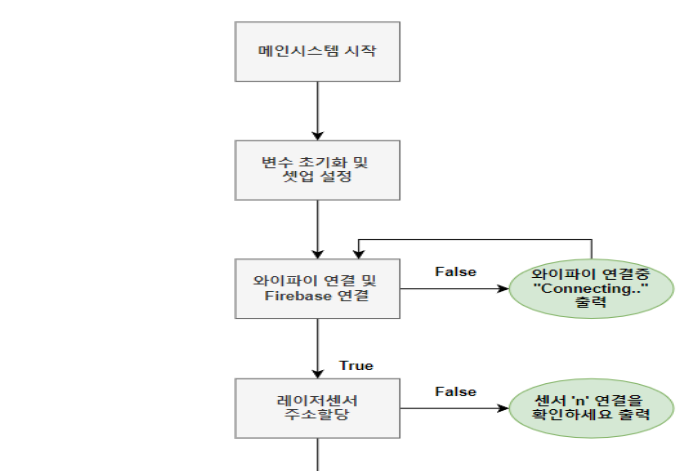 메인시스템 시작
변수 초기화 및
셋업 설정
와이파이 연결 및
Firebase 연결
False
와이파이 연결중
"Connecting.."
출력
True
레이저센서
주소할당
False
센서 'n' 연결을
확인하세요 출력